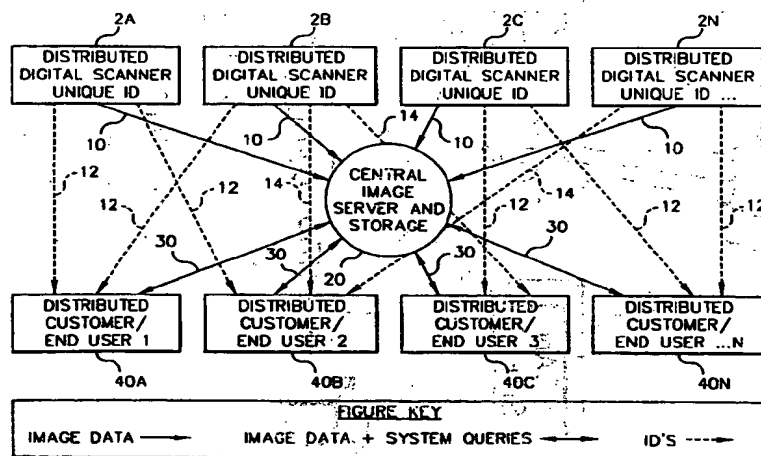 2A 2B 2C 2N
DISTRIBUTED DIGITAL SCANNER UNIQUE ID
DISTRIBUTED DIGITAL SCANNER UNIQUE ID
DISTRIBUTED DIGITAL SCANNER UNIQUE ID
DISTRIBUTED DIGITAL SCANNER UNIQUE ID ...
10 10 14 10 10
12 12 12 14 12 14 12 12
CENTRAL
IMAGE
SERVER AND
STORAGE
30 30 20 30 30
DISTRIBUTED CUSTOMER/ END USER 1
DISTRIBUTED CUSTOMER/ END USER 2
DISTRIBUTED CUSTOMER/ END USER 3
DISTRIBUTED CUSTOMER/ END USER ...N
40A 40B 40C 40N
FIGURE KEY
IMAGE DATA IMAGE DATA + SYSTEM QUERIES ID'S